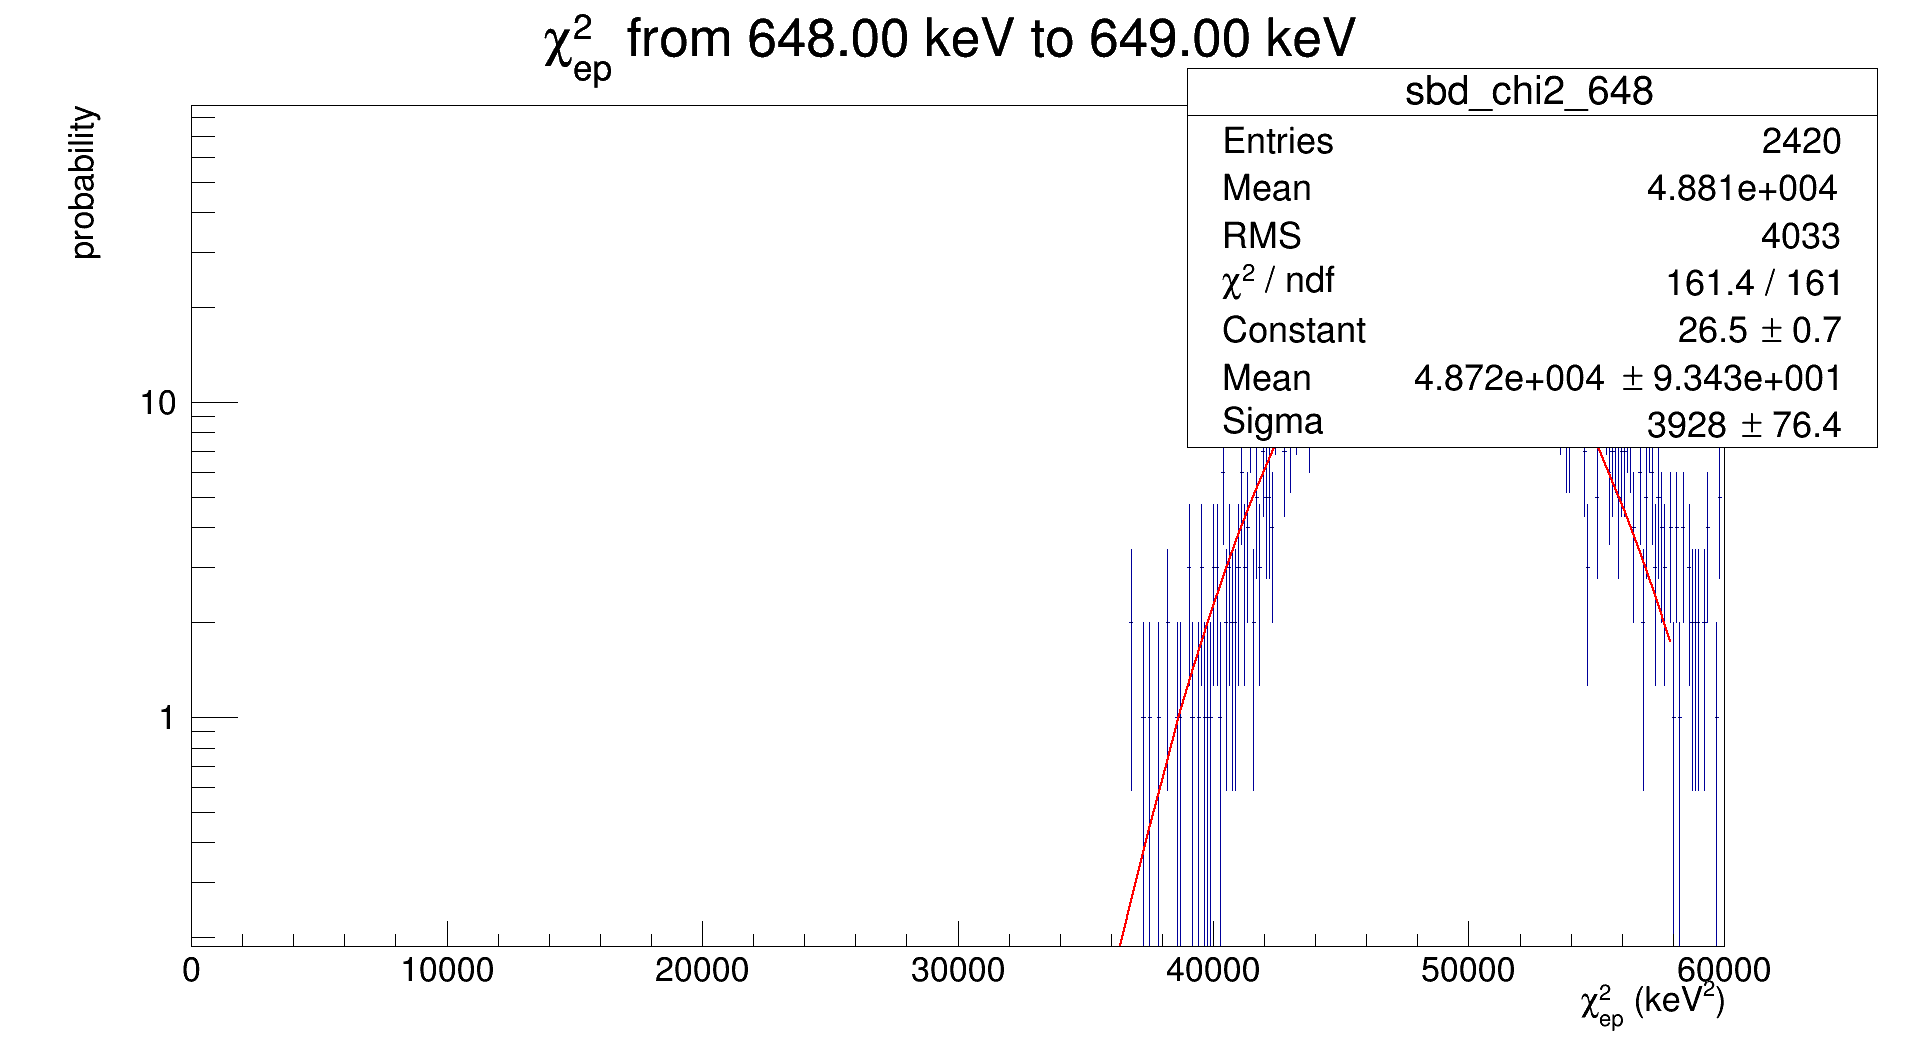 χ²ep from 648.00 keV to 649.00 keV
probability
sbd_chi2_648
Entries 2420
Mean 4.881e+004
RMS 4033
χ² / ndf 161.4 / 161
Constant 26.5 ± 0.7
Mean 4.872e+004 ± 9.343e+001
Sigma 3928 ± 76.4
10
1
0 10000 20000 30000 40000 50000 60000
χ²ep (keV²)